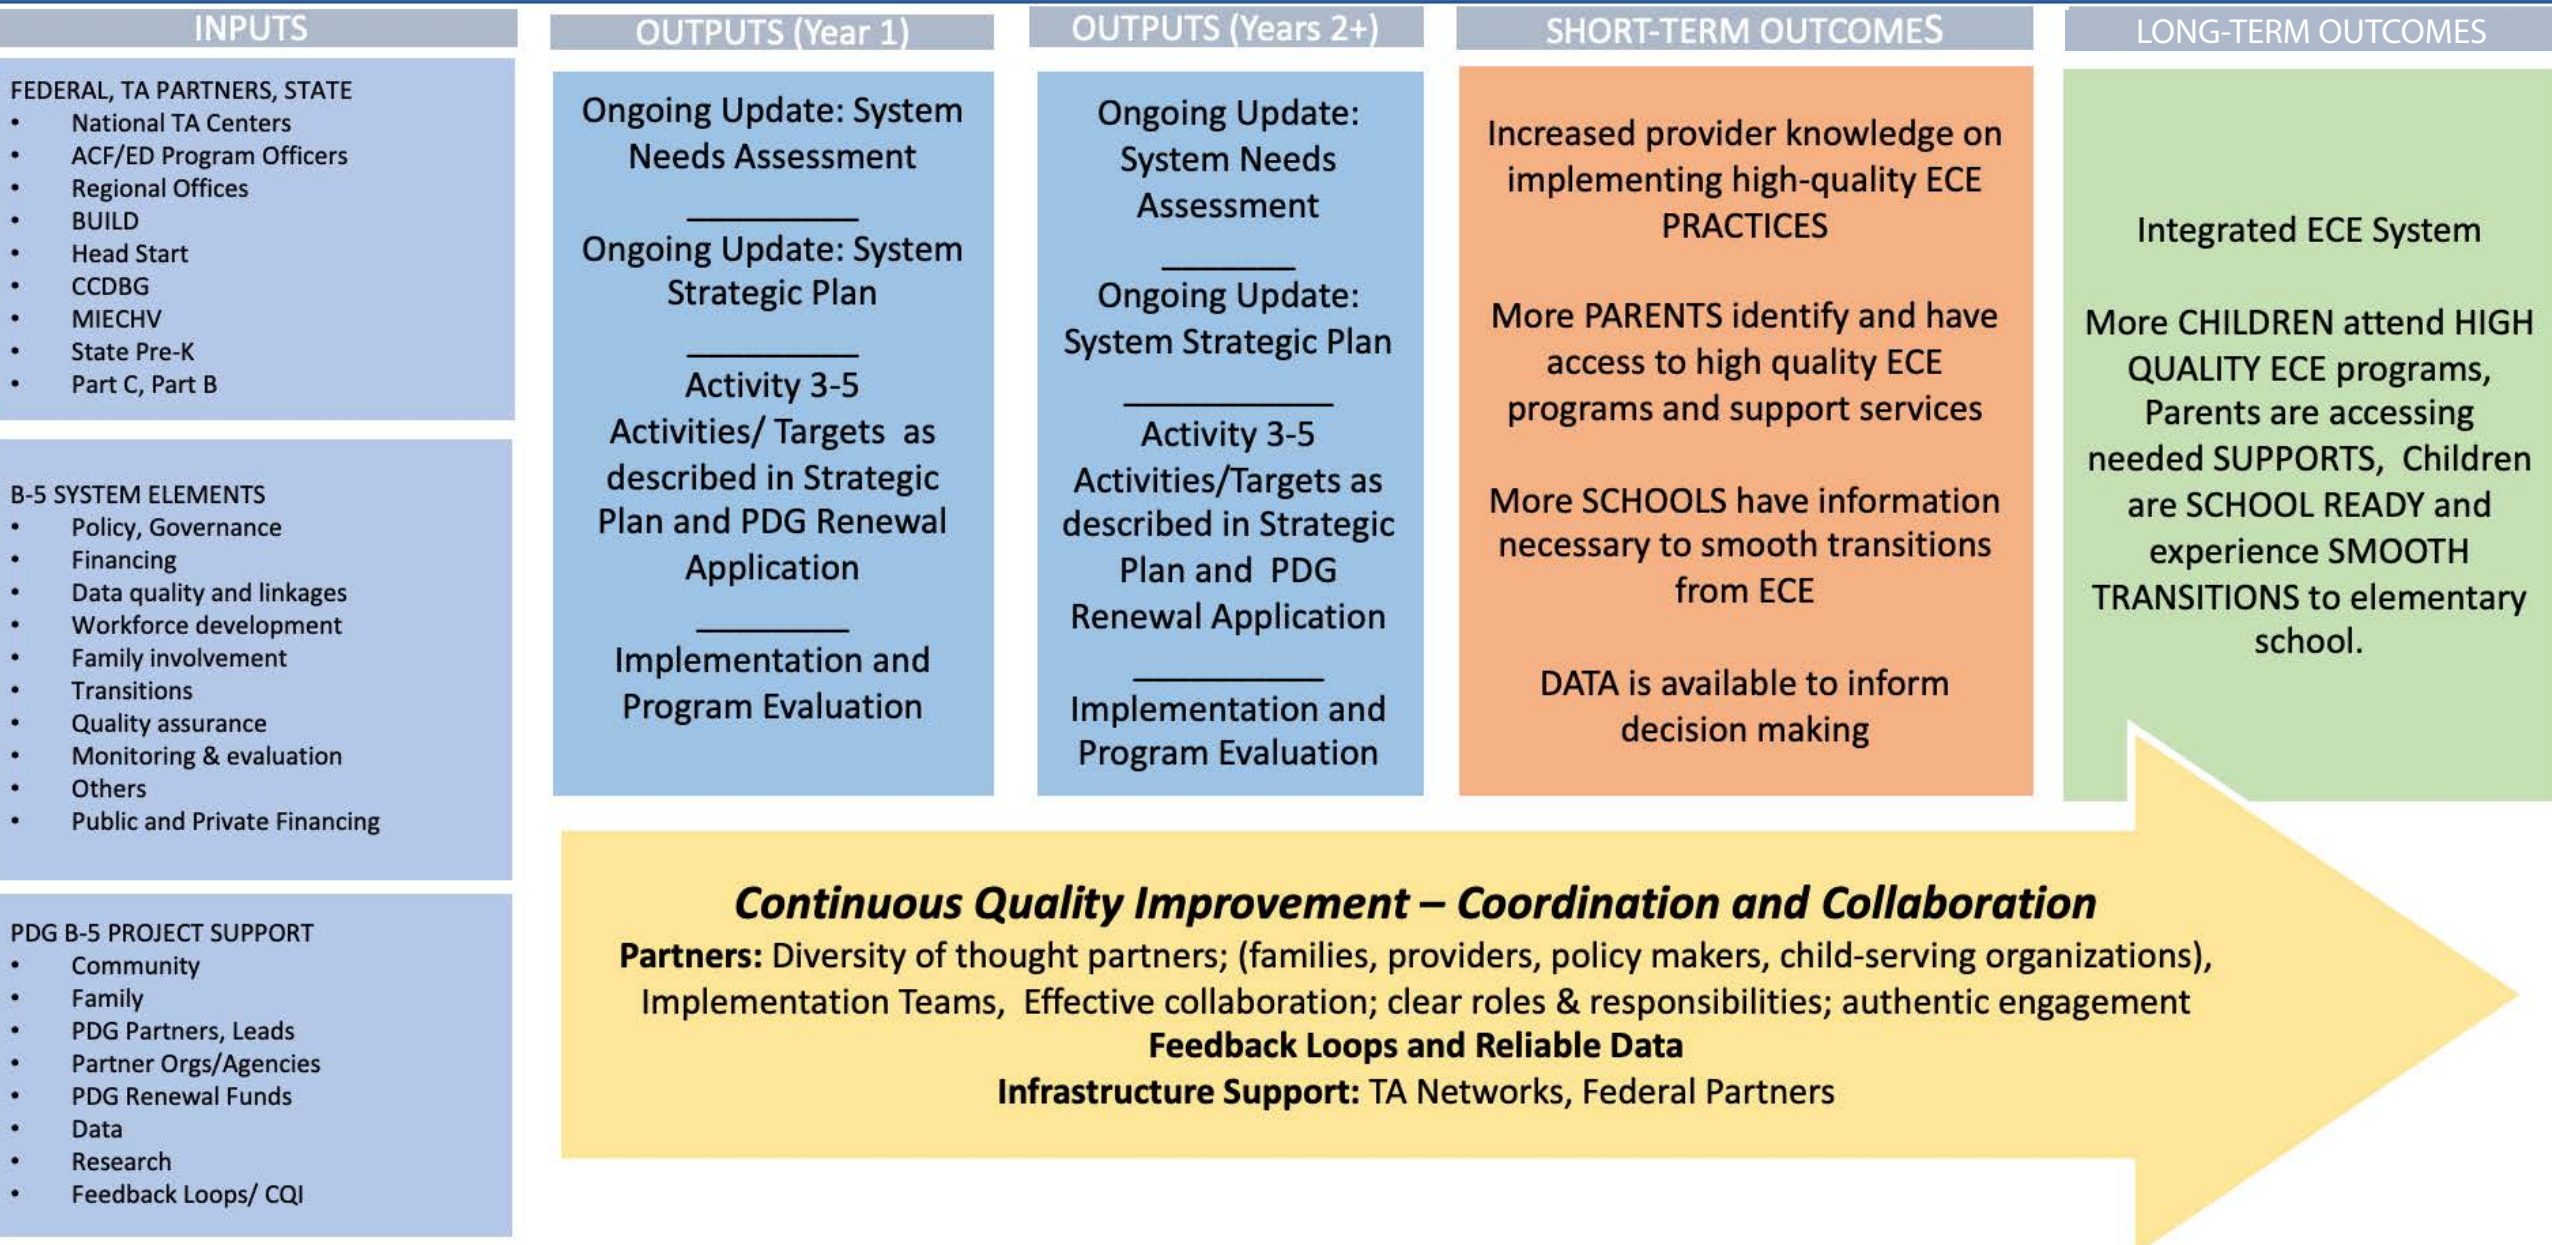 INPUTS
FEDERAL, TA PARTNERS, STATE
• National TA Centers
• ACF/ED Program Officers
• Regional Offices
• BUILD
• Head Start
• CCDBG
• MIECHV
• State Pre-K
• Part C, Part B
B-5 SYSTEM ELEMENTS
• Policy, Governance
• Financing
• Data quality and linkages
• Workforce development
• Family involvement
• Transitions
• Quality assurance
• Monitoring & evaluation
• Others
• Public and Private Financing
PDG B-5 PROJECT SUPPORT
• Community
• Family
• PDG Partners, Leads
• Partner Orgs/Agencies
• PDG Renewal Funds
• Data
• Research
• Feedback Loops/ CQI
OUTPUTS (Year 1)
Ongoing Update: System
Needs Assessment
Ongoing Update: System
Strategic Plan
Activity 3-5
Activities/ Targets as
described in Strategic
Plan and PDG Renewal
Application
Implementation and
Program Evaluation
OUTPUTS (Years 2+)
Ongoing Update:
System Needs
Assessment
Ongoing Update:
System Strategic Plan
Activity 3-5
Activities/Targets as
described in Strategic
Plan and PDG
Renewal Application
Implementation and
Program Evaluation
SHORT-TERM OUTCOMES
Increased provider knowledge on
implementing high-quality ECE
PRACTICES
More PARENTS identify and have
access to high quality ECE
programs and support services
More SCHOOLS have information
necessary to smooth transitions
from ECE
DATA is available to inform
decision making
LONG-TERM OUTCOMES
Integrated ECE System
More CHILDREN attend HIGH
QUALITY ECE programs,
Parents are accessing
needed SUPPORTS, Children
are SCHOOL READY and
experience SMOOTH
TRANSITIONS to elementary
school.
Continuous Quality Improvement – Coordination and Collaboration
Partners: Diversity of thought partners; (families, providers, policy makers, child-serving organizations),
Implementation Teams, Effective collaboration; clear roles & responsibilities; authentic engagement
Feedback Loops and Reliable Data
Infrastructure Support: TA Networks, Federal Partners